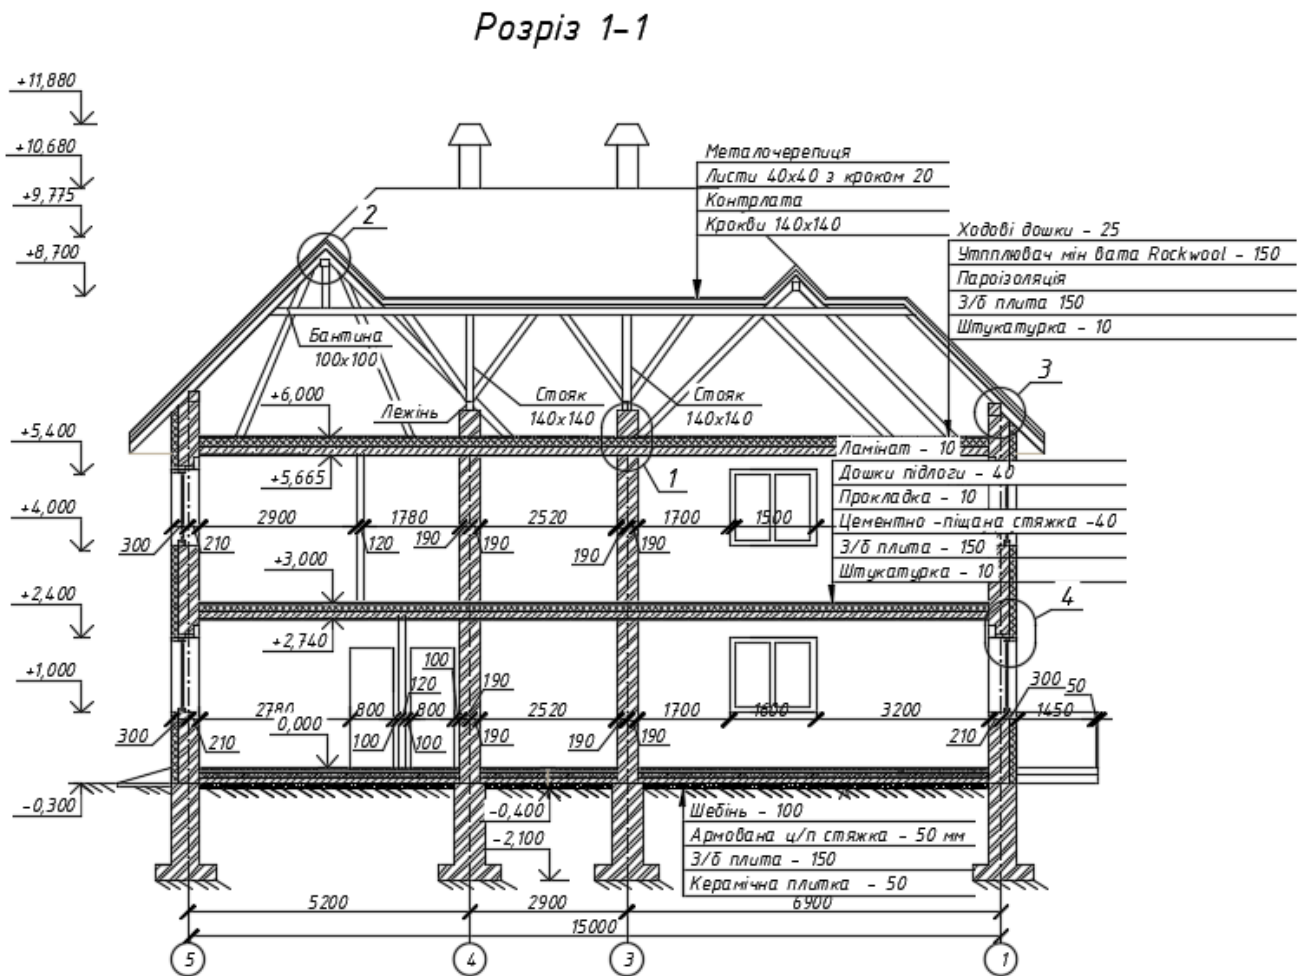 Розріз 1-1
+11,880
+10,680
+9,775
+8,700
Металочерепиця
Листи 40х40 з кроком 20
Контрлата
Крокви 140х140
Ходові дошки - 25
Утпплювач мін вата Rockwool - 150
Пароізоляція
З/б плита 150
Штукатурка - 10
2
3
Бантина
100х100
Лежінь
Стояк
140х140
Стояк
140х140
+6,000
+5,400
+5,665
1
Ламінат - 10
Дошки підлоги - 40
Прокладка - 10
Цементно -піщана стяжка -40
З/б плита - 150
Штукатурка - 10
+4,000
2900
1780
2520
1700
1500
300
210
120
190
190
190
190
+3,000
+2,400
+2,740
4
+1,000
100
120
190
300
50
2780
800
800
2520
1700
1600
3200
1450
300
210
0,000
100
100
190
190
190
210
-0,300
-0,400
-2,100
Шебінь - 100
Армована ц/п стяжка - 50 мм
З/б плита - 150
Керамічна плитка - 50
5200
2900
6900
15000
5
4
3
1